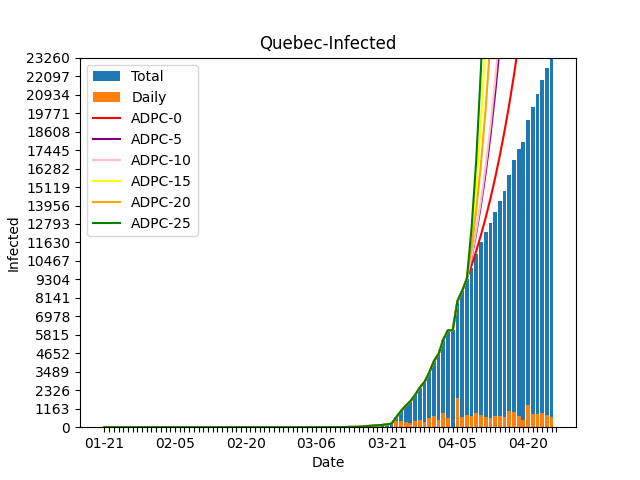 Quebec-Infected
23260
22097
20934
19771
18608
17445
16282
15119
13956
12793
11630
10467
9304
8141
6978
5815
4652
3489
2326
1163
0
Infected
Total
Daily
ADPC-0
ADPC-5
ADPC-10
ADPC-15
ADPC-20
ADPC-25
01-21 02-05 02-20 03-06 03-21 04-05 04-20
Date